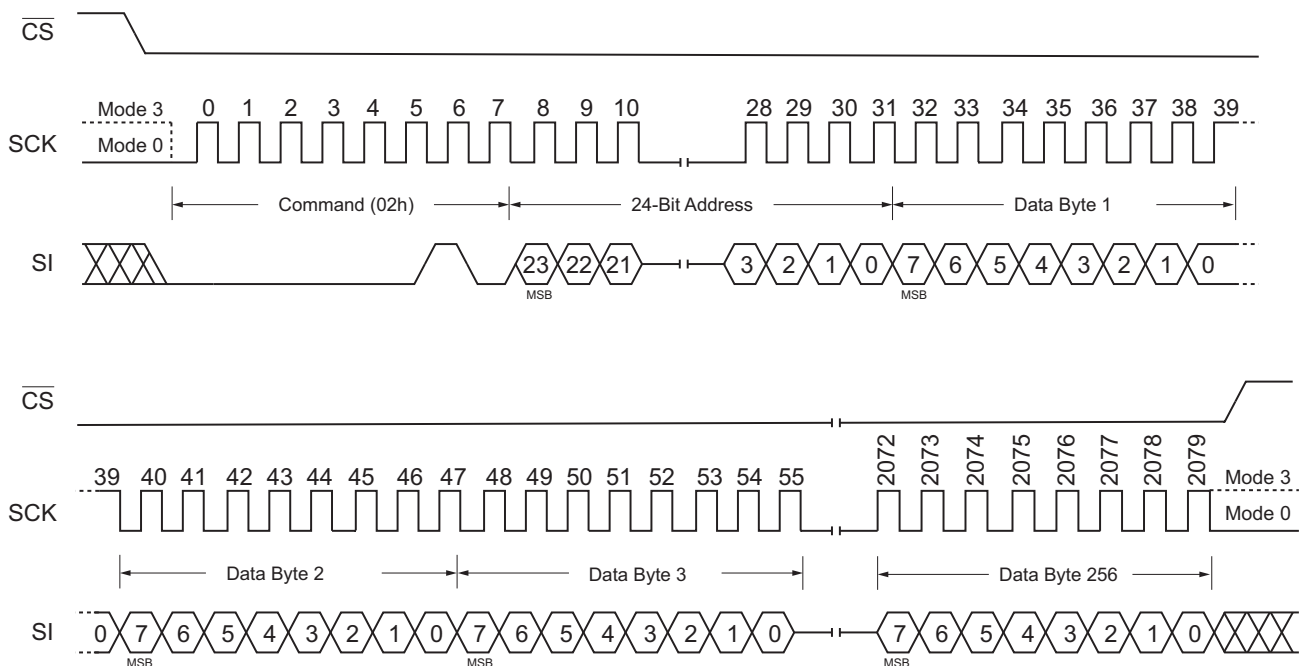 CS
0 1 2 3 4 5 6 7 8 9 10 28 29 30 31 32 33 34 35 36 37 38 39
Mode 3
SCK
Mode 0
Command (02h) 24-Bit Address Data Byte 1
SI
23 22 21 3 2 1 0 7 6 5 4 3 2 1 0
MSB MSB
CS
39 40 41 42 43 44 45 46 47 48 49 50 51 52 53 54 55 2072 2073 2074 2075 2076 2077 2078 2079
Mode 3
SCK
Mode 0
Data Byte 2 Data Byte 3 Data Byte 256
SI
0 7 6 5 4 3 2 1 0 7 6 5 4 3 2 1 0 7 6 5 4 3 2 1 0
MSB MSB MSB